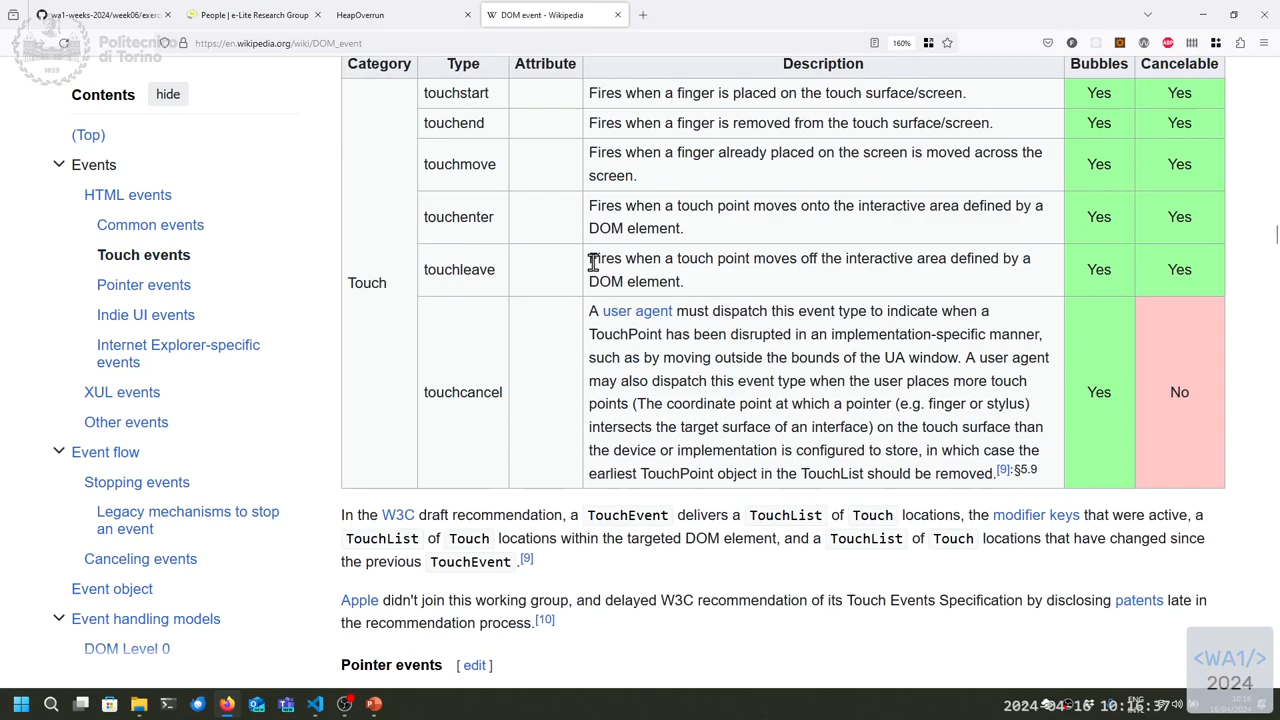 wa1-weeks-2024/week06/exerc
People | e-Lite Research Group
HeapOverrun
DOM event - Wikipedia
Politecnico
di Torino
1859
https://en.wikipedia.org/wiki/DOM_event
160%
Contents
hide
(Top)
Events
HTML events
Common events
Touch events
Pointer events
Indie UI events
Internet Explorer-specific
events
XUL events
Other events
Event flow
Stopping events
Legacy mechanisms to stop
an event
Canceling events
Event object
Event handling models
DOM Level 0
Category Type Attribute Description Bubbles Cancelable
Touch
touchstart Fires when a finger is placed on the touch surface/screen. Yes Yes
touchend Fires when a finger is removed from the touch surface/screen. Yes Yes
touchmove Fires when a finger already placed on the screen is moved across the
screen. Yes Yes
touchenter Fires when a touch point moves onto the interactive area defined by a
DOM element. Yes Yes
touchleave Fires when a touch point moves off the interactive area defined by a
DOM element. Yes Yes
touchcancel A user agent must dispatch this event type to indicate when a
TouchPoint has been disrupted in an implementation-specific manner,
such as by moving outside the bounds of the UA window. A user agent
may also dispatch this event type when the user places more touch
points (The coordinate point at which a pointer (e.g. finger or stylus)
intersects the target surface of an interface) on the touch surface than
the device or implementation is configured to store, in which case the
earliest TouchPoint object in the TouchList should be removed.[9]:§5.9 Yes No
In the W3C draft recommendation, a TouchEvent delivers a TouchList of Touch locations, the modifier keys that were active, a
TouchList of Touch locations within the targeted DOM element, and a TouchList of Touch locations that have changed since
the previous TouchEvent .[9]
Apple didn't join this working group, and delayed W3C recommendation of its Touch Events Specification by disclosing patents late in
the recommendation process.[10]
Pointer events [ edit ]
<WA1/>
2024
2024-04-16 10:16:37
ENG
10:16
16/04/2024